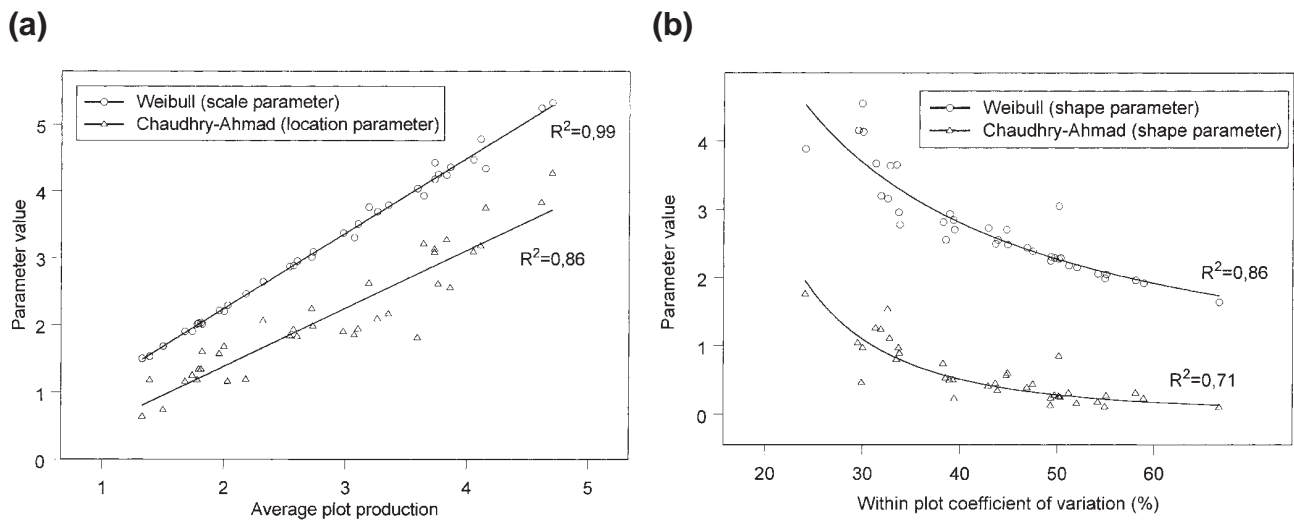 (a)
Weibull (scale parameter)
Chaudhry-Ahmad (location parameter)
R²=0,99
R²=0,86
Parameter value
5
4
3
2
1
0
1 2 3 4 5
Average plot production
(b)
Weibull (shape parameter)
Chaudhry-Ahmad (shape parameter)
R²=0,86
R²=0,71
Parameter value
4
3
2
1
0
20 30 40 50 60
Within plot coefficient of variation (%)